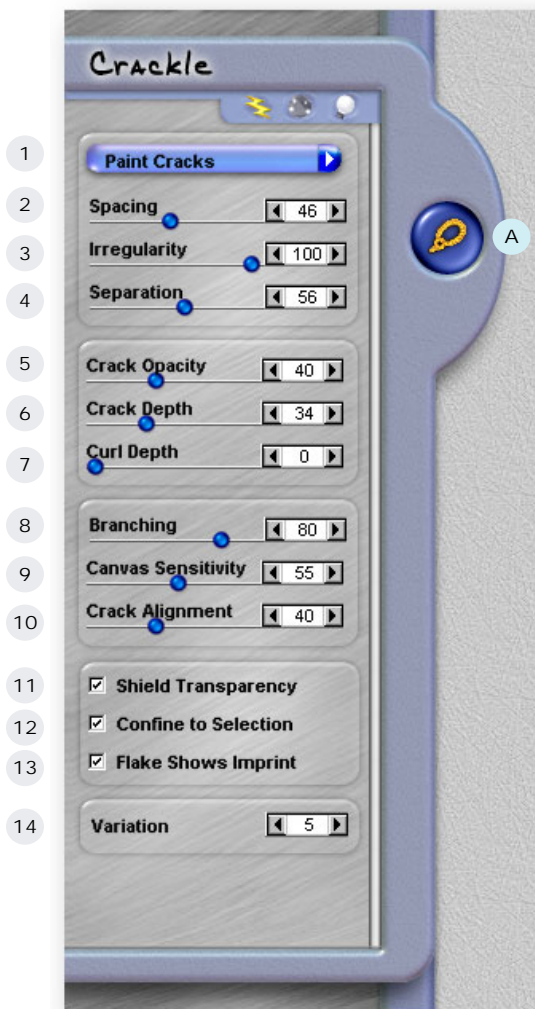 Crackle
1 Paint Cracks
2 Spacing 46
A
3 Irregularity 100
4 Separation 56
5 Crack Opacity 40
6 Crack Depth 34
7 Curl Depth 0
8 Branching 80
9 Canvas Sensitivity 55
10 Crack Alignment 40
11 Shield Transparency
12 Confine to Selection
13 Flake Shows Imprint
14 Variation 5